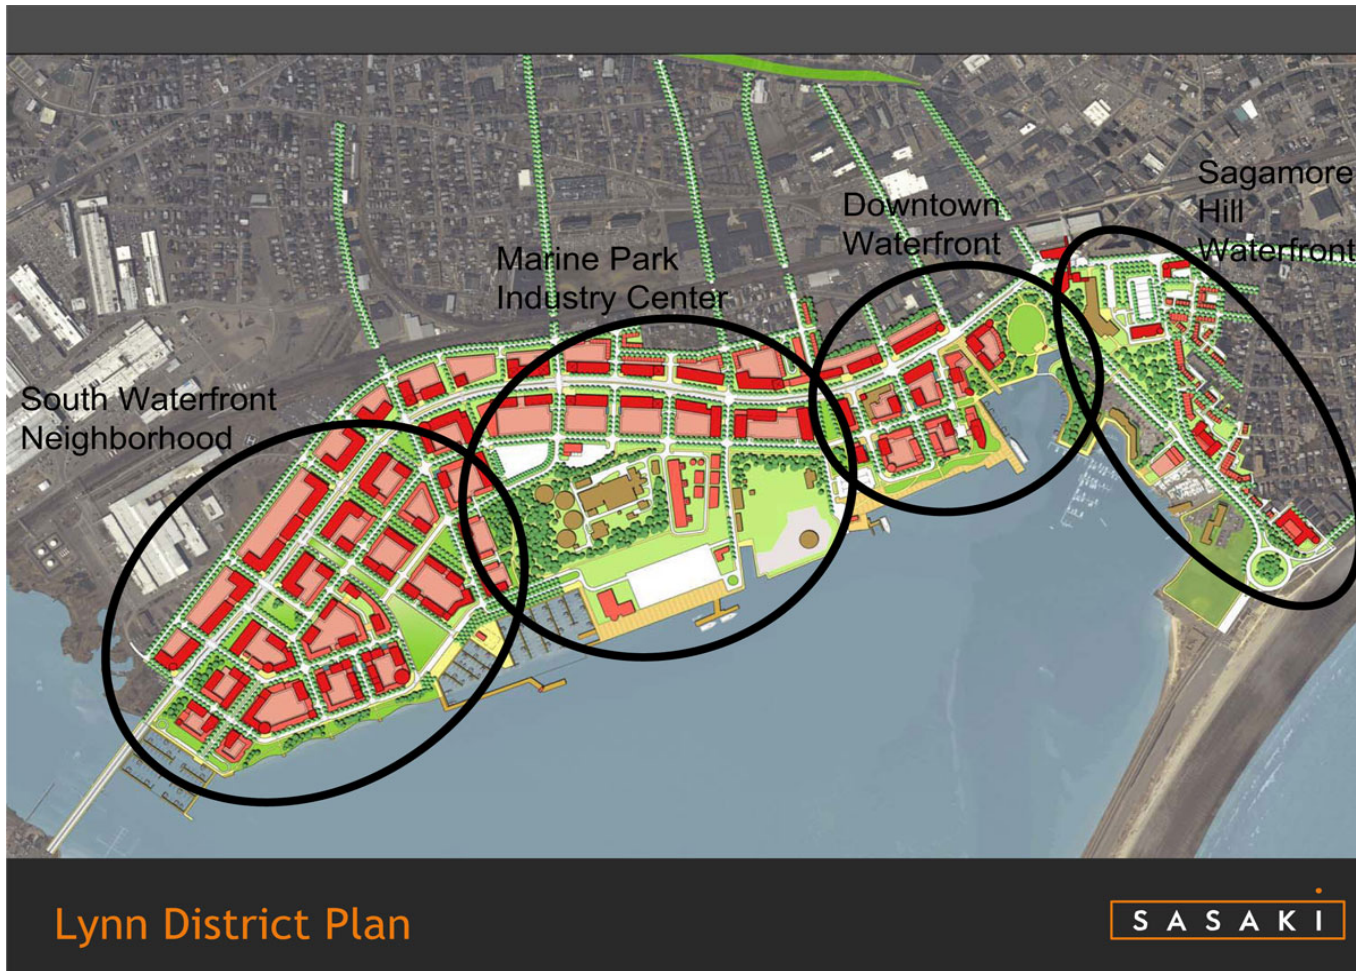 Sagamore
Hill
Waterfront
Downtown
Waterfront
Marine Park
Industry Center
South Waterfront
Neighborhood
Lynn District Plan
SASAKI